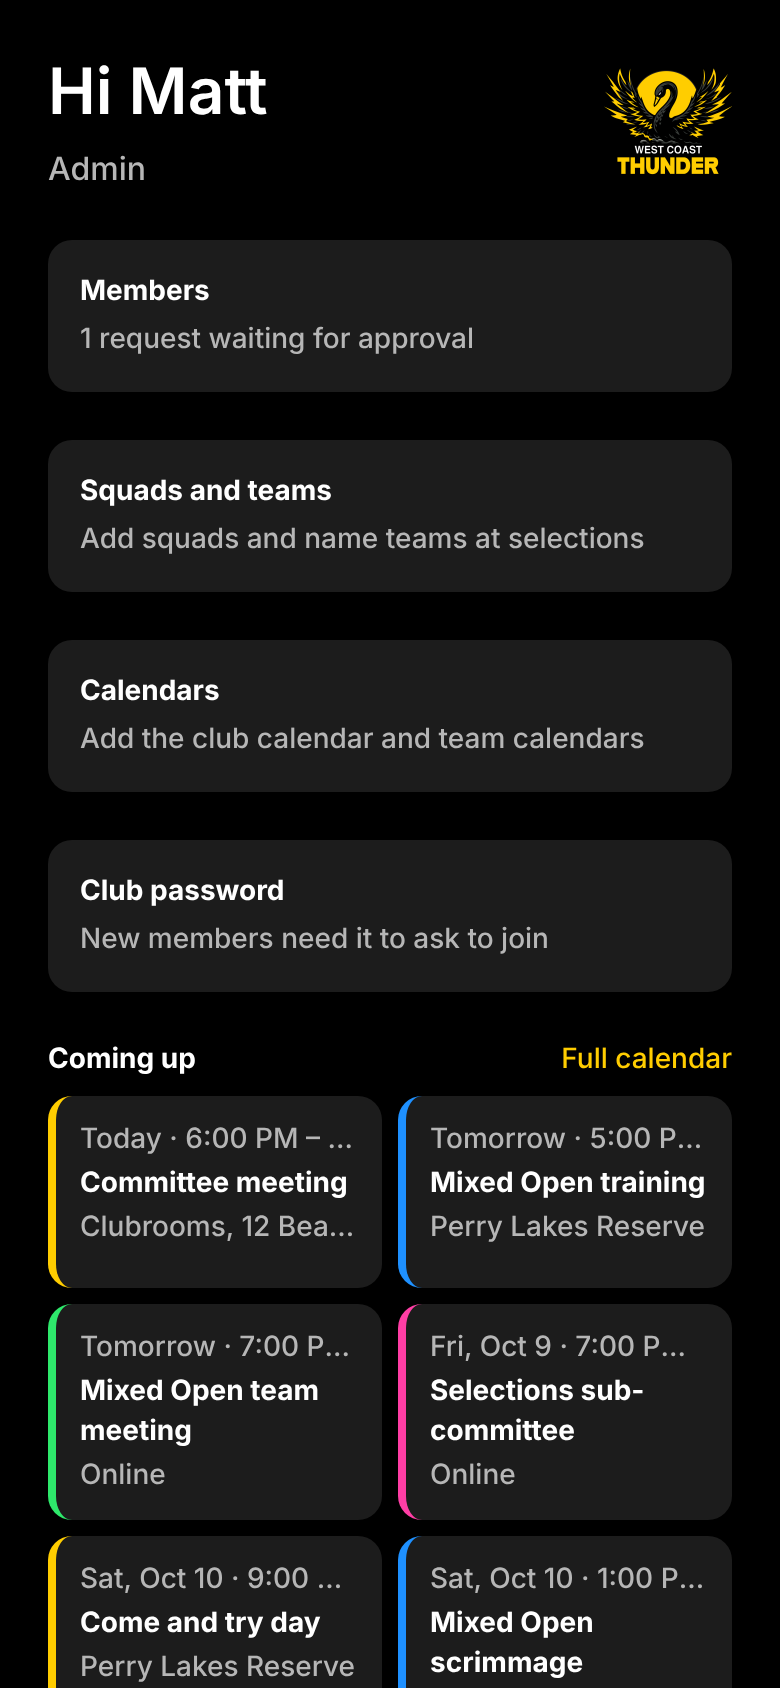 Hi Matt
Admin
WEST COAST
THUNDER
Members
1 request waiting for approval
Squads and teams
Add squads and name teams at selections
Calendars
Add the club calendar and team calendars
Club password
New members need it to ask to join
Coming up
Full calendar
Today · 6:00 PM – ...
Committee meeting
Clubrooms, 12 Bea...
Tomorrow · 5:00 P...
Mixed Open training
Perry Lakes Reserve
Tomorrow · 7:00 P...
Mixed Open team
meeting
Online
Fri, Oct 9 · 7:00 P...
Selections sub-
committee
Online
Sat, Oct 10 · 9:00 ...
Come and try day
Perry Lakes Reserve
Sat, Oct 10 · 1:00 P...
Mixed Open
scrimmage